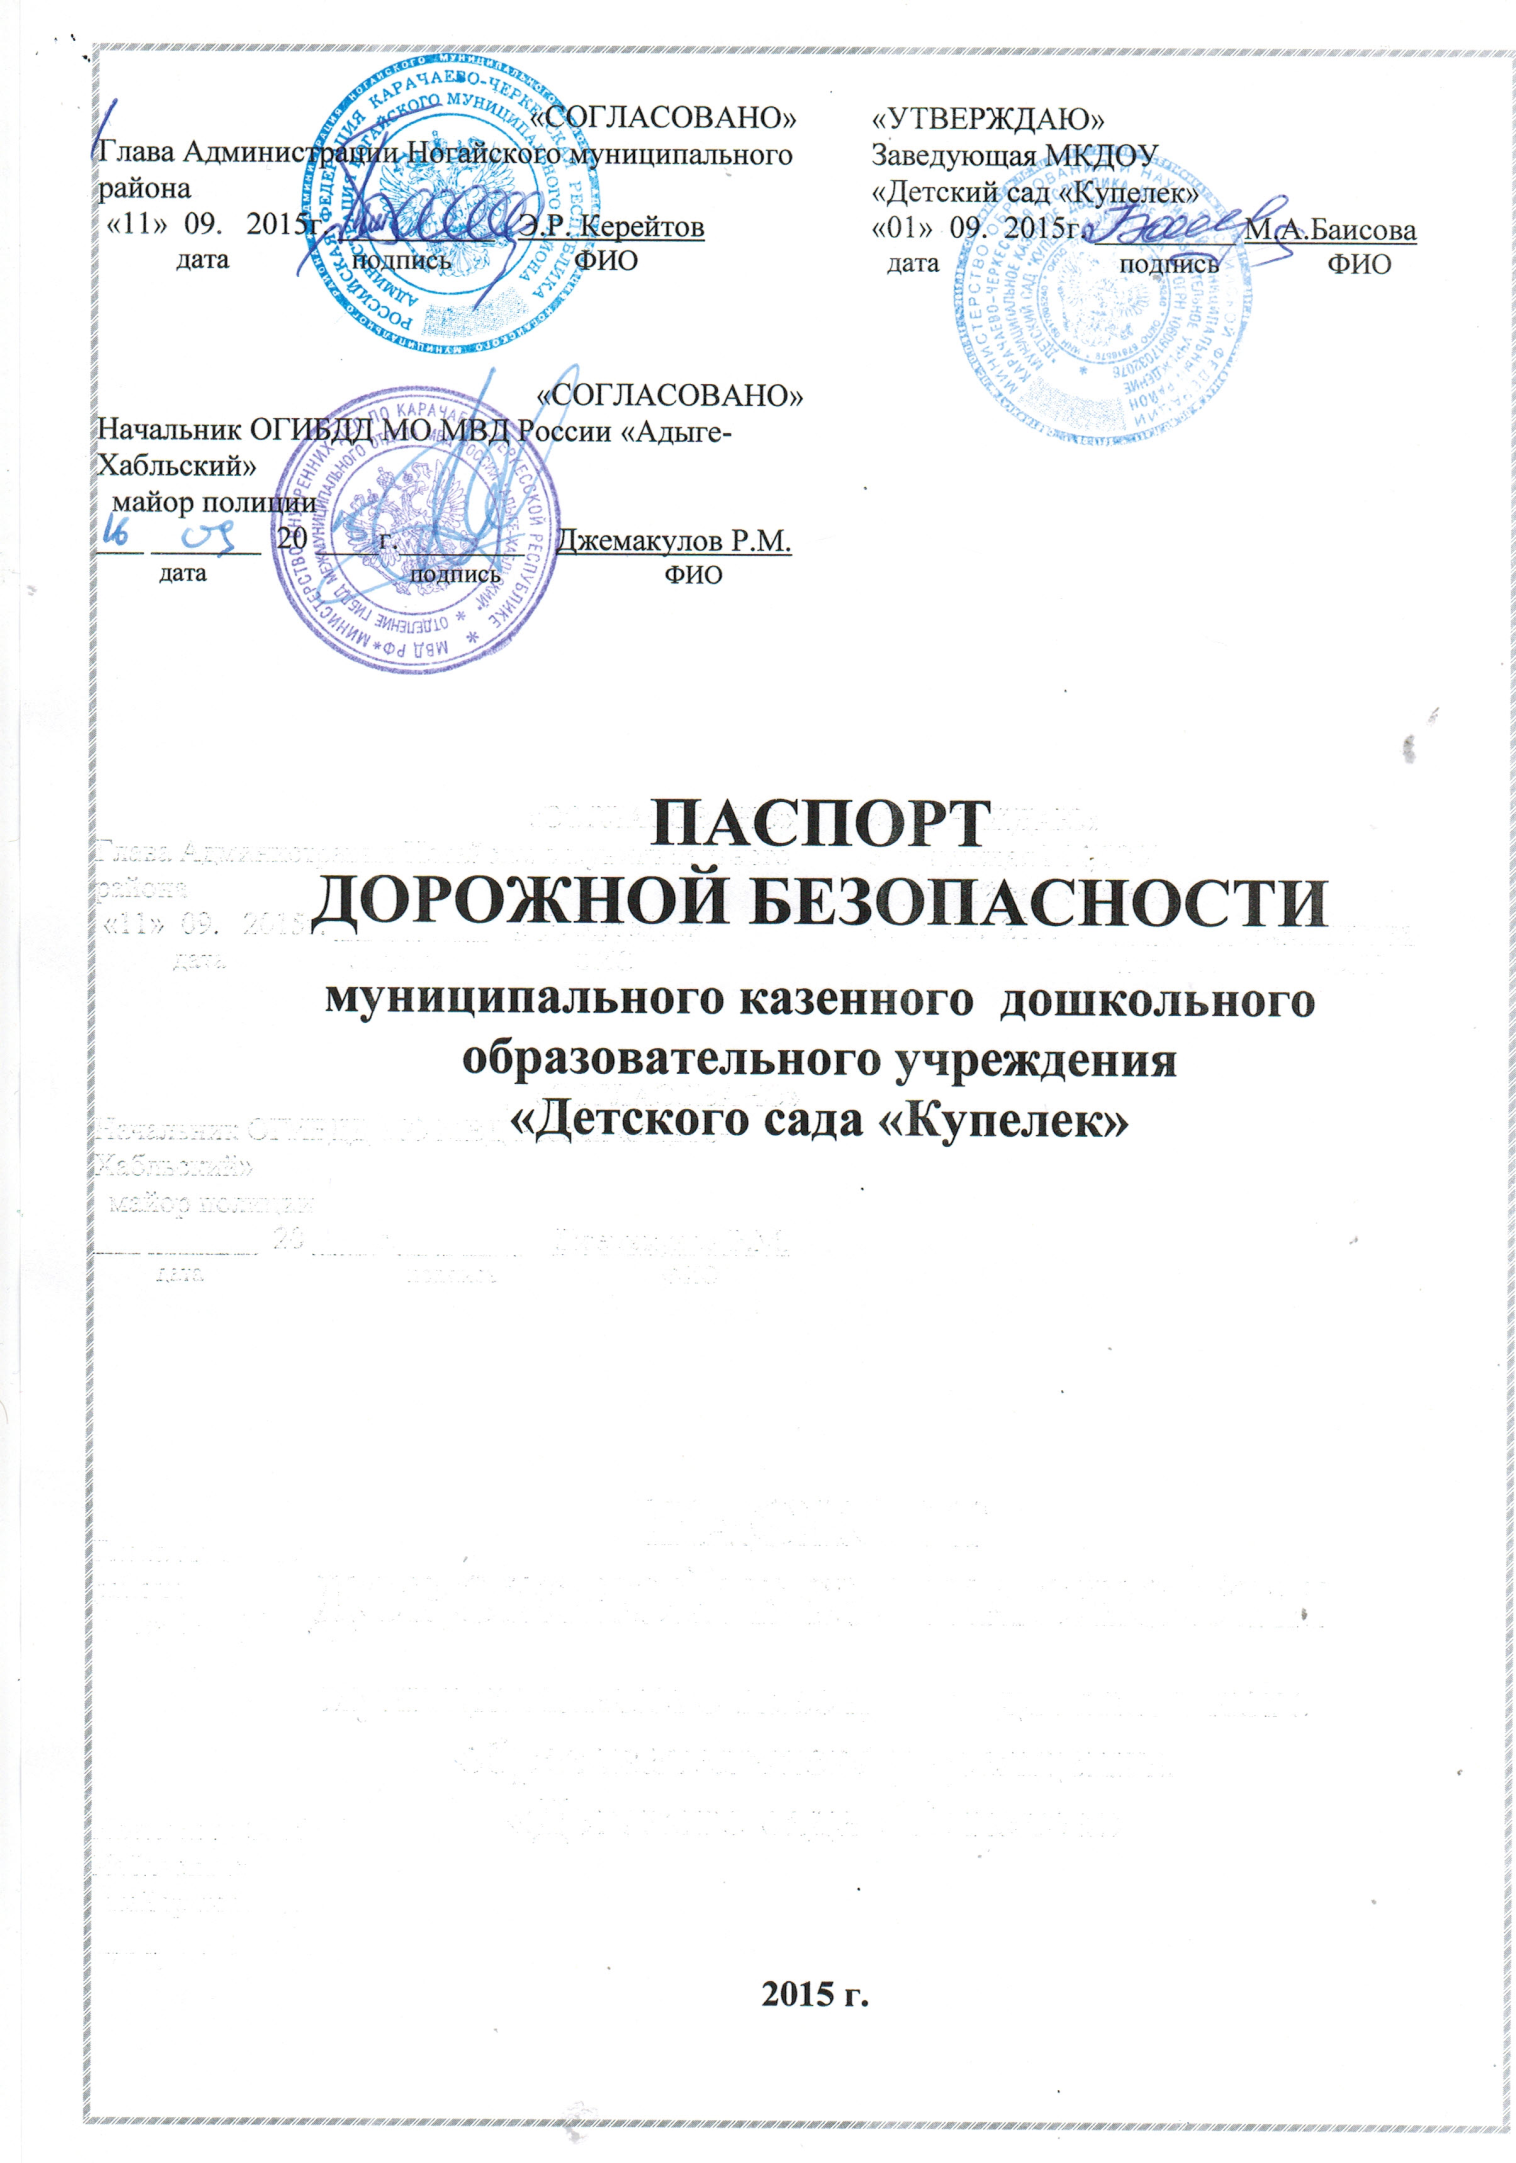 «СОГЛАСОВАНО»
Глава Администрации Ногайского муниципального
района
«11» 09. 2015г. Э.Р. Керейтов
дата подпись ФИО
«УТВЕРЖДАЮ»
Заведующая МКДОУ
«Детский сад «Купелек»
«01» 09. 2015г. М.А.Баисова
дата подпись ФИО
«СОГЛАСОВАНО»
Начальник ОГИБДД МО МВД России «Адыге-
Хабльский»
майор полиции
16 09 20 ____ г. ________ Джемакулов Р.М.
дата подпись ФИО
ПАСПОРТ
ДОРОЖНОЙ БЕЗОПАСНОСТИ
муниципального казенного дошкольного
образовательного учреждения
«Детского сада «Купелек»
2015 г.